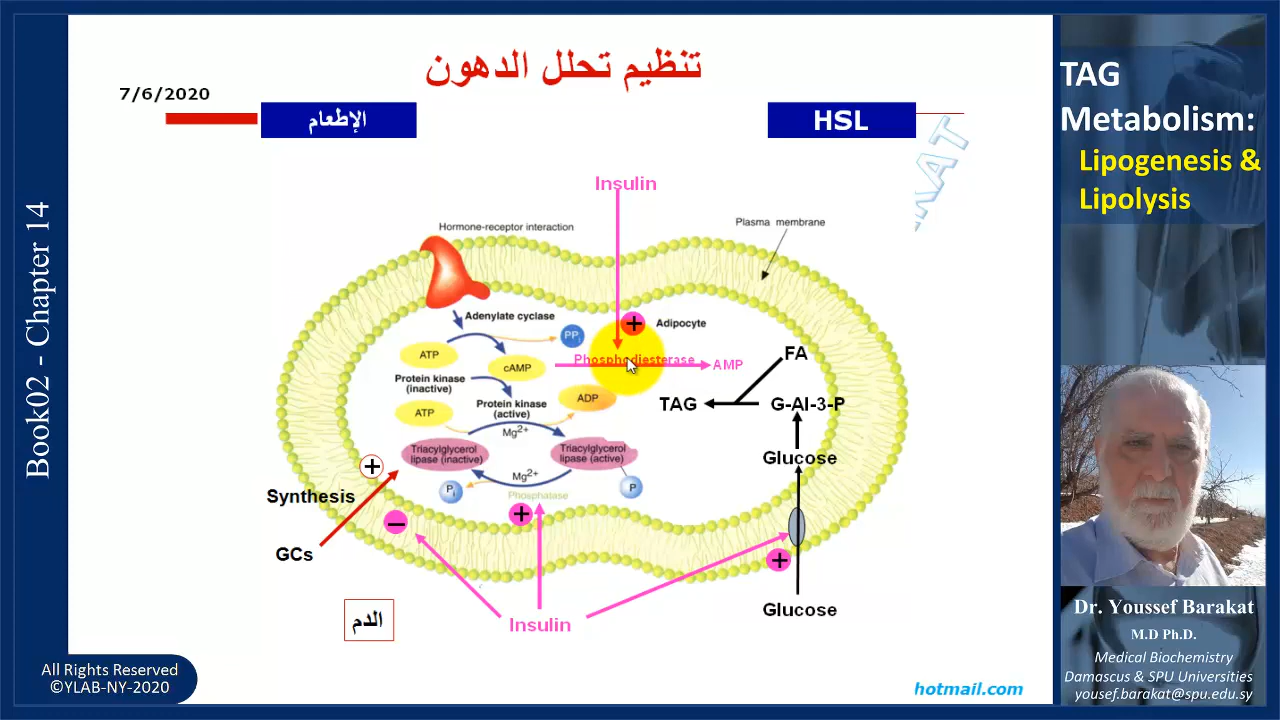 تنظيم تحلل الدهون
7/6/2020
الإطعام
HSL
Insulin
Hormone-receptor interaction
Plasma membrane
Adenylate cyclase
PPi
Adipocyte
ATP
cAMP
Phosphodiesterase
AMP
FA
Protein kinase
(inactive)
Protein kinase
(active)
ADP
TAG
G-Al-3-P
ATP
Mg2+
Triacylglycerol
lipase (inactive)
Triacylglycerol
lipase (active)
Glucose
Mg2+
Pi
P
Phosphatase
Synthesis
GCs
Insulin
Glucose
الدم
hotmail.com
Book02 - Chapter 14
All Rights Reserved
©YLAB-NY-2020
TAG
Metabolism:
Lipogenesis &
Lipolysis
Dr. Youssef Barakat
M.D Ph.D.
Medical Biochemistry
Damascus & SPU Universities
yousef.barakat@spu.edu.sy